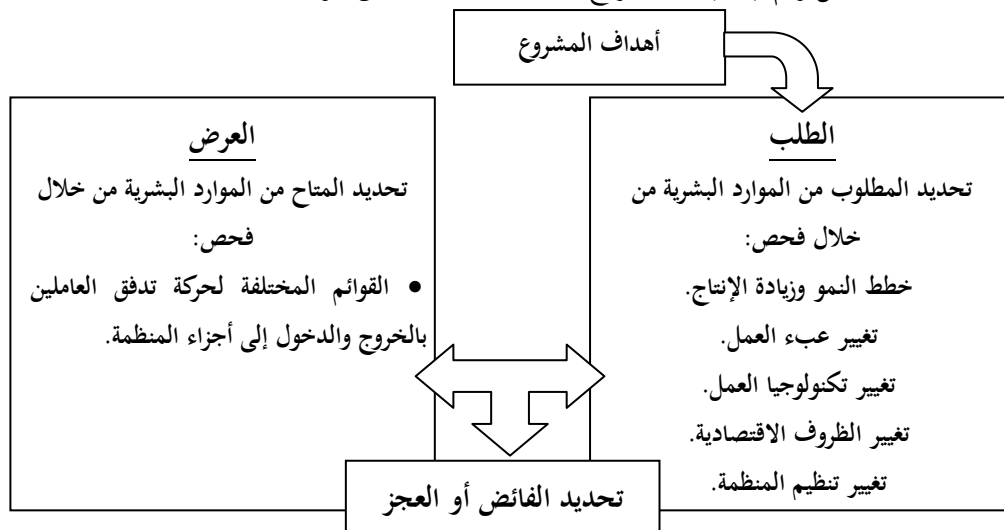 أهداف المشروع
الطلب
تحديد المطلوب من الموارد البشرية من
خلال فحص:
خطط النمو وزيادة الإنتاج.
تغيير عبء العمل.
تغيير تكنولوجيا العمل.
تغيير الظروف الاقتصادية.
تغيير تنظيم المنظمة.
العرض
تحديد المتاح من الموارد البشرية من خلال
فحص:
● القوائم المختلفة لحركة تدفق العاملين
بالخروج والدخول إلى أجزاء المنظمة.
تحديد الفائض أو العجز